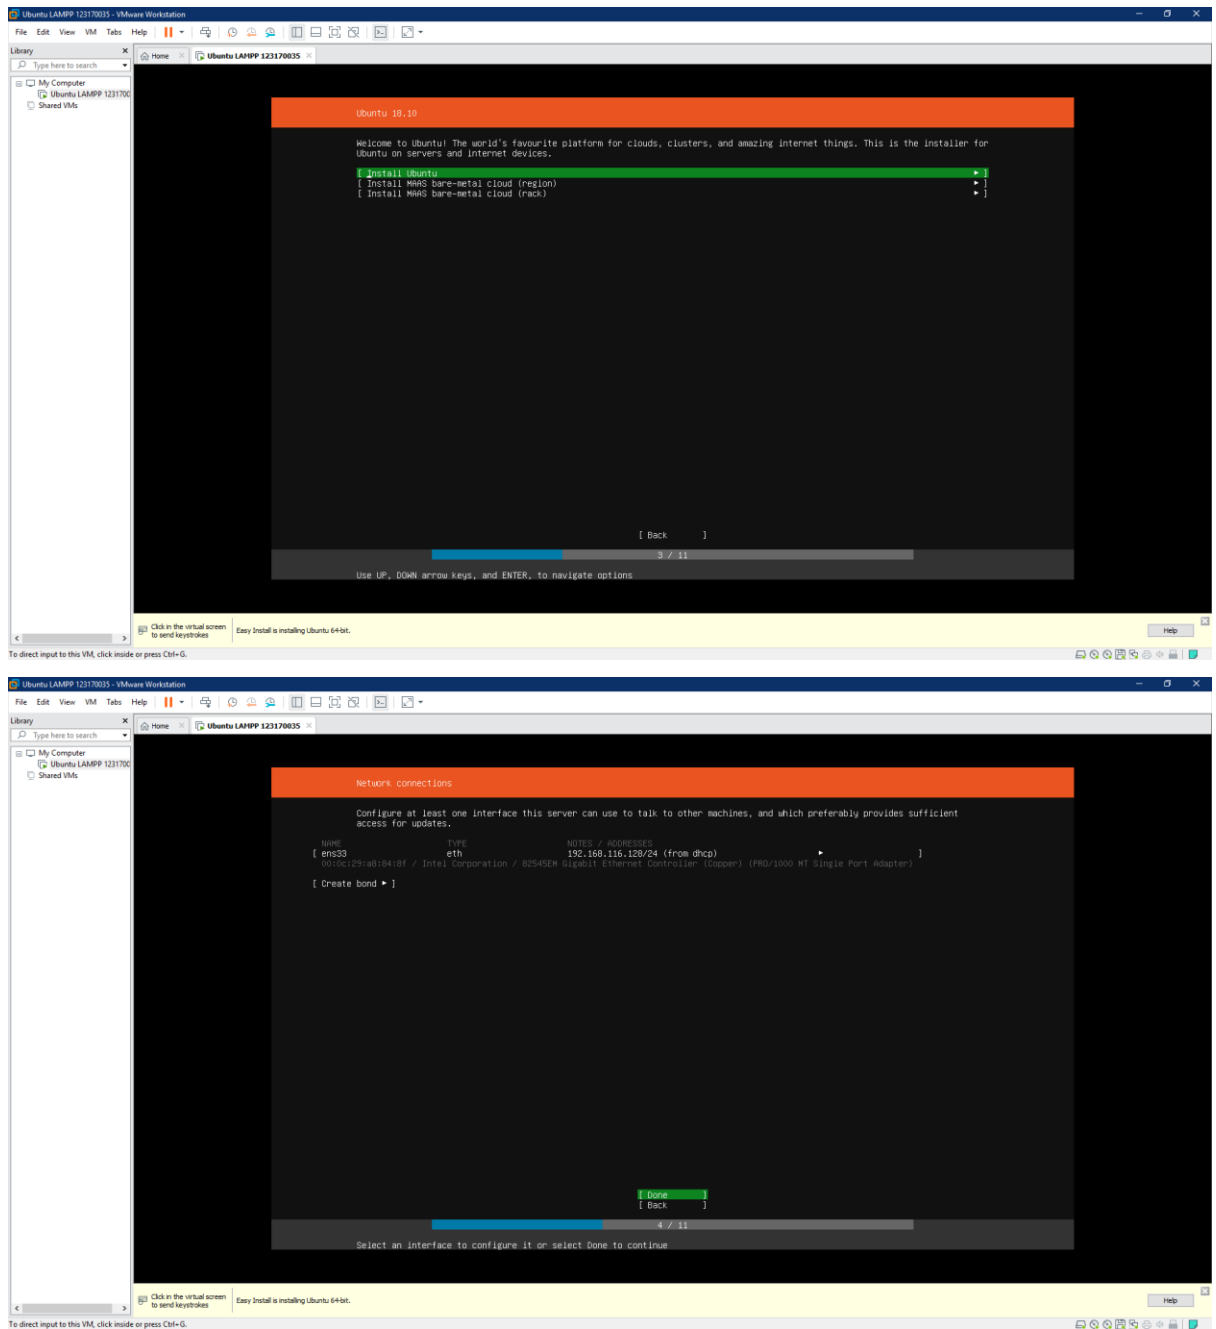 Ubuntu LAMPP 123170035 - VMware Workstation
File Edit View VM Tabs Help
Library
Home
Ubuntu LAMPP 123170035
Type here to search
My Computer
Ubuntu LAMPP 123170
Shared VMs
Ubuntu 18.10
Welcome to Ubuntu! The world's favourite platform for clouds, clusters, and amazing internet things. This is the installer for
Ubuntu on servers and internet devices.
[ Install Ubuntu ► ]
[ Install MAAS bare-metal cloud (region) ► ]
[ Install MAAS bare-metal cloud (rack) ► ]
[ Back ]
3 / 11
Use UP, DOWN arrow keys, and ENTER, to navigate options
Click in the virtual screen
to send keystrokes
Easy Install is installing Ubuntu 64-bit.
Help
To direct input to this VM, click inside or press Ctrl+G.
Ubuntu LAMPP 123170035 - VMware Workstation
File Edit View VM Tabs Help
Library
Home
Ubuntu LAMPP 123170035
Type here to search
My Computer
Ubuntu LAMPP 123170
Shared VMs
Network connections
Configure at least one interface this server can use to talk to other machines, and which preferably provides sufficient
access for updates.
NAME TYPE NOTES / ADDRESSES
[ ens33 eth 192.168.116.128/24 (from dhcp) ► ]
00:0c:29:a8:84:8f / Intel Corporation / 82545EM Gigabit Ethernet Controller (Copper) (PRO/1000 MT Single Port Adapter)
[ Create bond ► ]
[ Done ]
[ Back ]
4 / 11
Select an interface to configure it or select Done to continue
Click in the virtual screen
to send keystrokes
Easy Install is installing Ubuntu 64-bit.
Help
To direct input to this VM, click inside or press Ctrl+G.